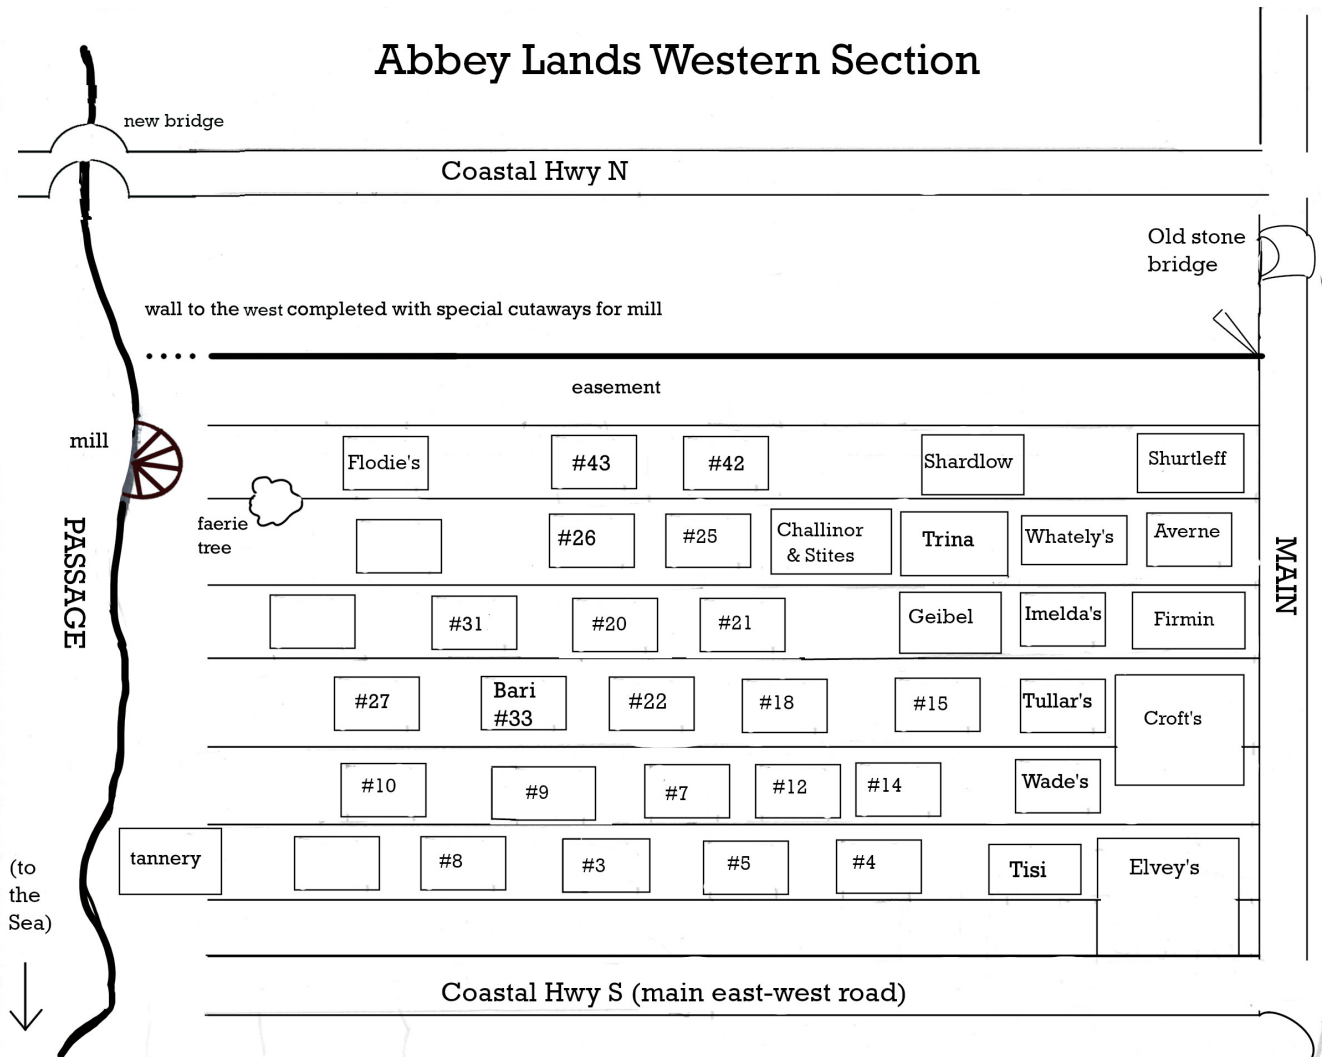 Abbey Lands Western Section
new bridge
Coastal Hwy N
Old stone
bridge
wall to the west completed with special cutaways for mill
easement
mill
Flodie's
#43
#42
Shardlow
Shurtleff
faerie
tree
#26
#25
Challinor
& Stites
Trina
Whately's
Averne
PASSAGE
MAIN
#31
#20
#21
Geibel
Imelda's
Firmin
#27
Bari
#33
#22
#18
#15
Tullar's
Croft's
#10
#9
#7
#12
#14
Wade's
tannery
#8
#3
#5
#4
Tisi
Elvey's
(to
the
Sea)
Coastal Hwy S (main east-west road)